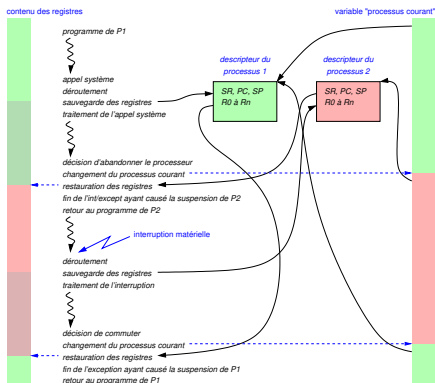 contenu des registres
variable "processus courant"
programme de P1
descripteur du
processus 1
descripteur du
processus 2
appel système
déroutement
sauvegarde des registres
traitement de l'appel système
SR, PC, SP
R0 à Rn
SR, PC, SP
R0 à Rn
décision d'abandonner le processeur
changement du processus courant
restauration des registres
fin de l'int/except ayant causé la suspension de P2
retour au programme de P2
interruption matérielle
déroutement
sauvegarde des registres
traitement de l'interruption
décision de commuter
changement du processus courant
restauration des registres
fin de l'exception ayant causé la suspension de P1
retour au programme de P1